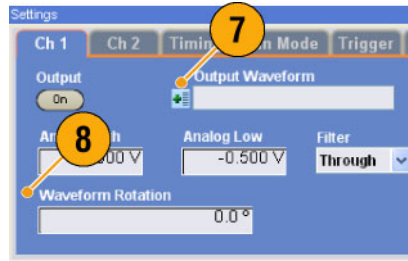 Settings
Ch 1 Ch 2 Mode Trigger
7
Output Output Waveform
On
8
Analog Low Filter
00 V -0.500 V Through
Waveform Rotation
0.0 °